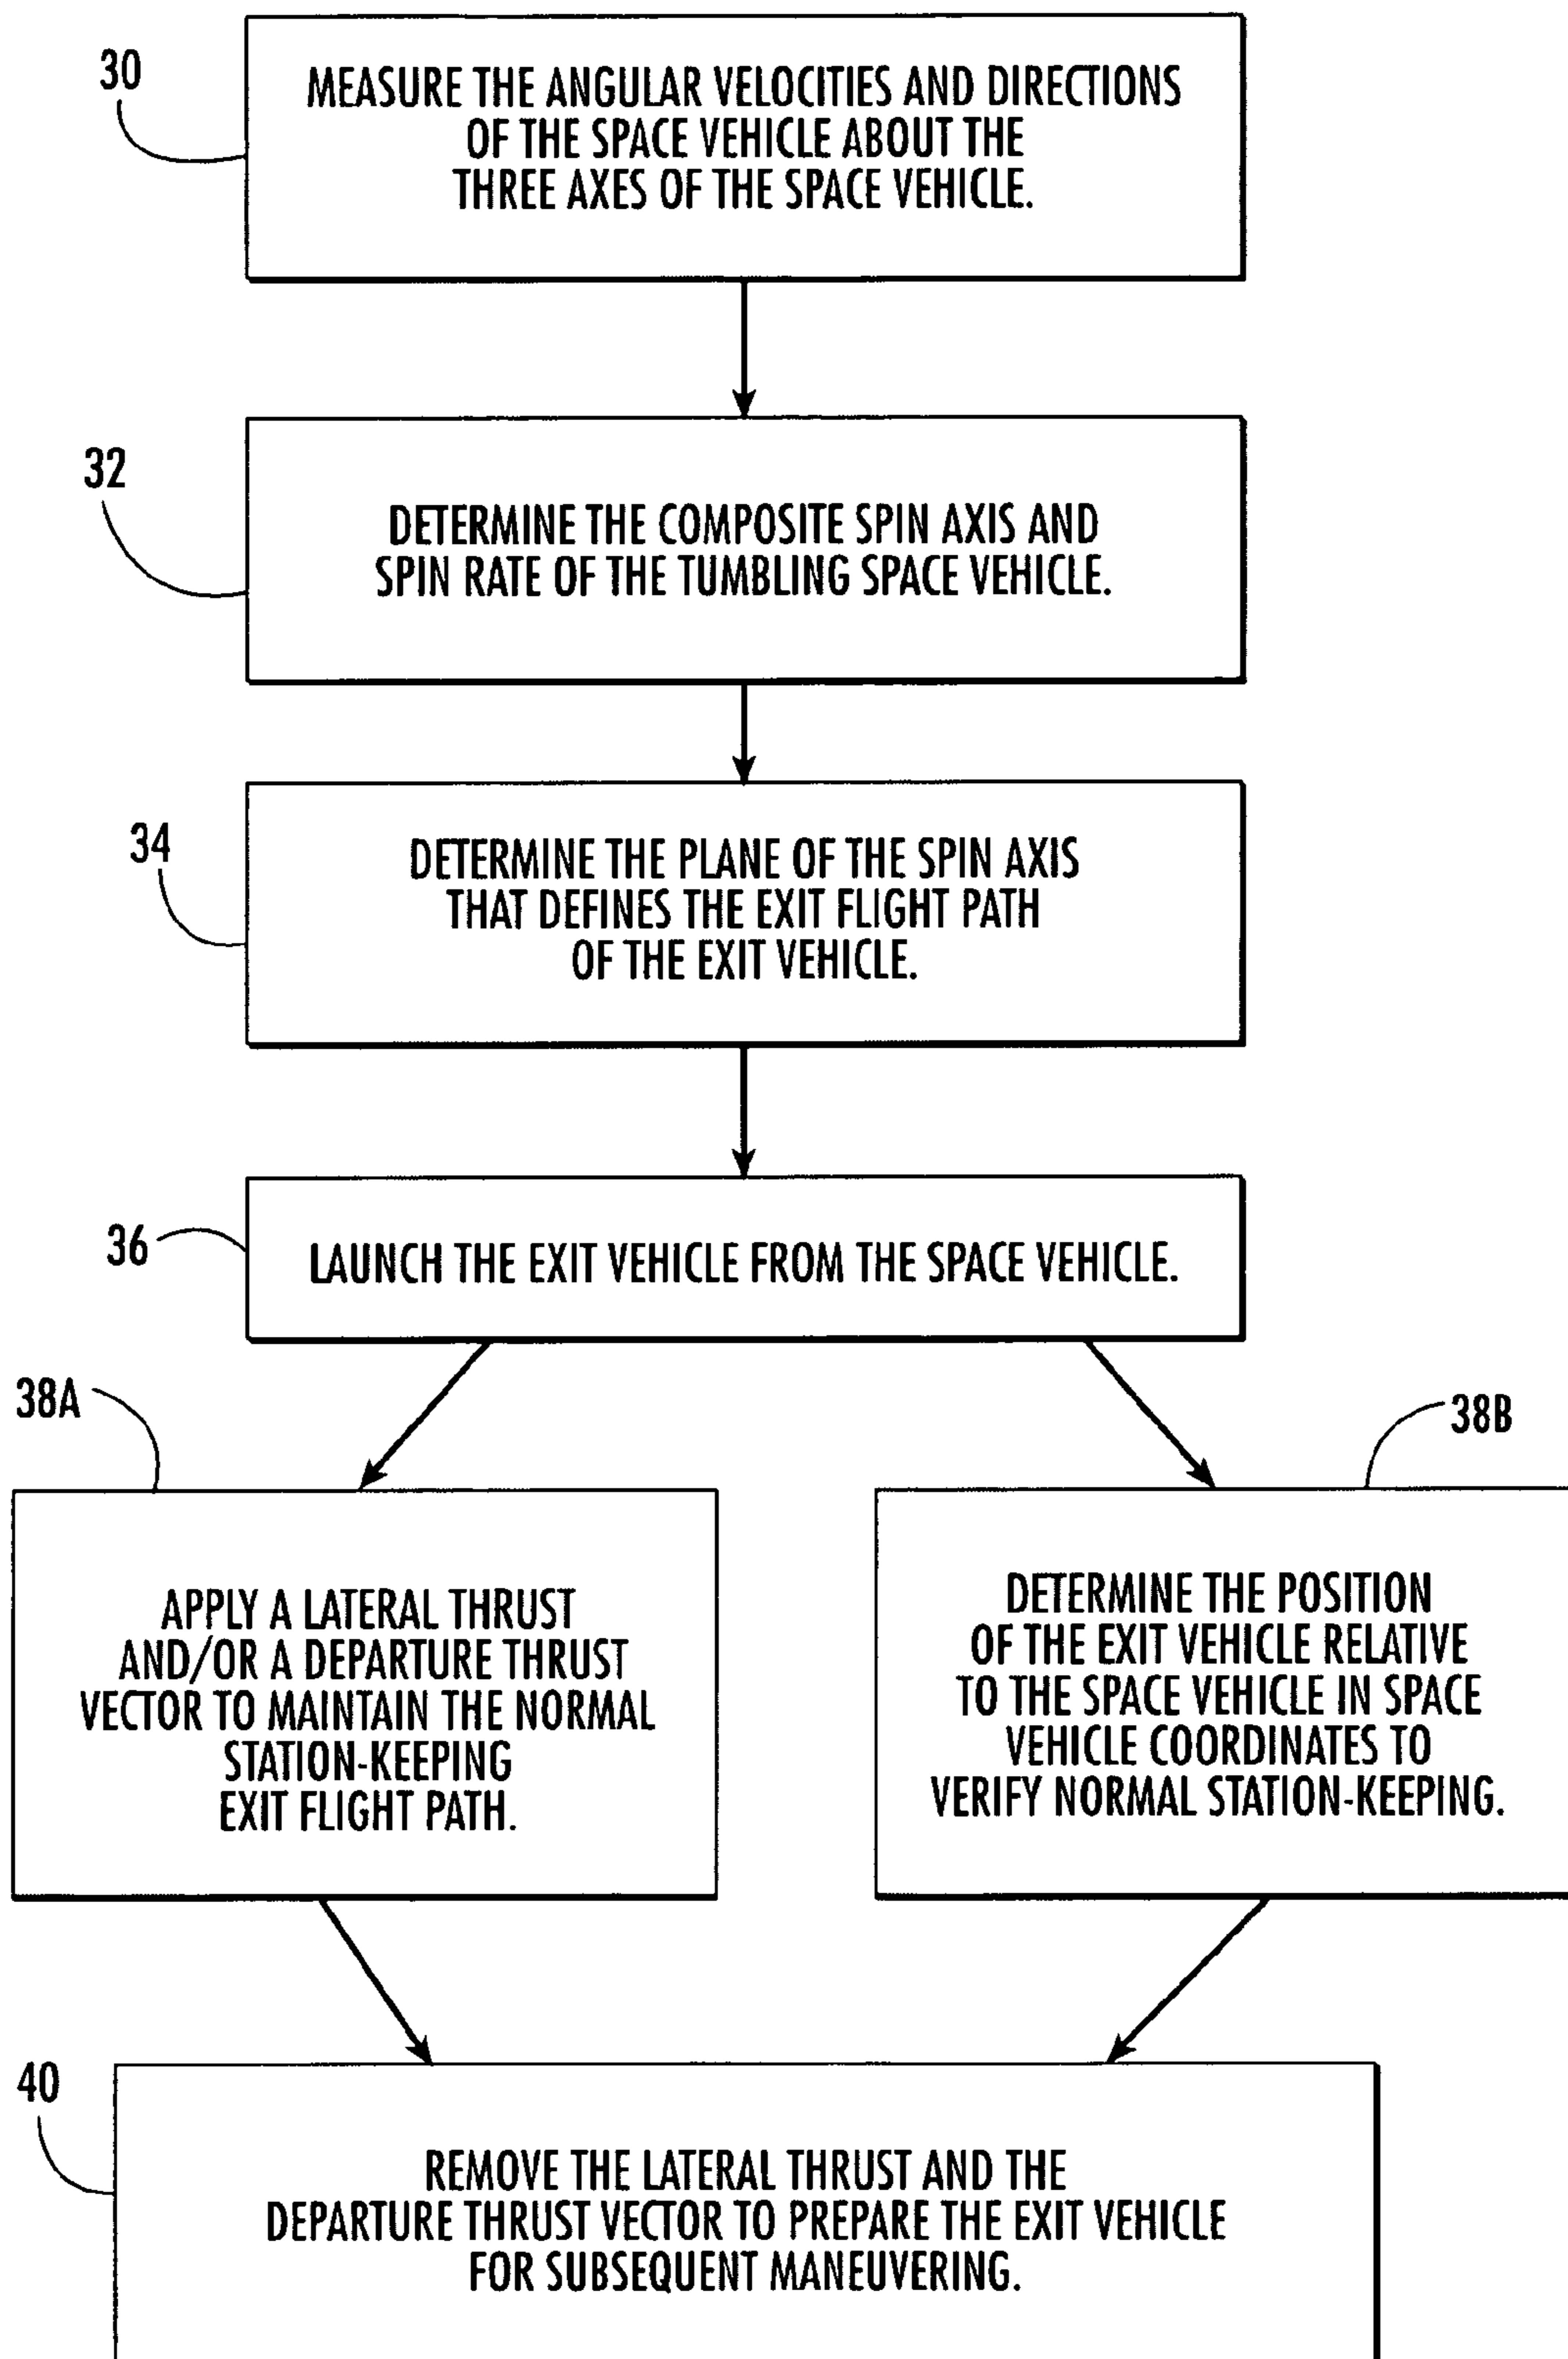 30
MEASURE THE ANGULAR VELOCITIES AND DIRECTIONS
OF THE SPACE VEHICLE ABOUT THE
THREE AXES OF THE SPACE VEHICLE.
32
DETERMINE THE COMPOSITE SPIN AXIS AND
SPIN RATE OF THE TUMBLING SPACE VEHICLE.
34
DETERMINE THE PLANE OF THE SPIN AXIS
THAT DEFINES THE EXIT FLIGHT PATH
OF THE EXIT VEHICLE.
36
LAUNCH THE EXIT VEHICLE FROM THE SPACE VEHICLE.
38A
APPLY A LATERAL THRUST
AND/OR A DEPARTURE THRUST
VECTOR TO MAINTAIN THE NORMAL
STATION-KEEPING
EXIT FLIGHT PATH.
38B
DETERMINE THE POSITION
OF THE EXIT VEHICLE RELATIVE
TO THE SPACE VEHICLE IN SPACE
VEHICLE COORDINATES TO
VERIFY NORMAL STATION-KEEPING.
40
REMOVE THE LATERAL THRUST AND THE
DEPARTURE THRUST VECTOR TO PREPARE THE EXIT VEHICLE
FOR SUBSEQUENT MANEUVERING.